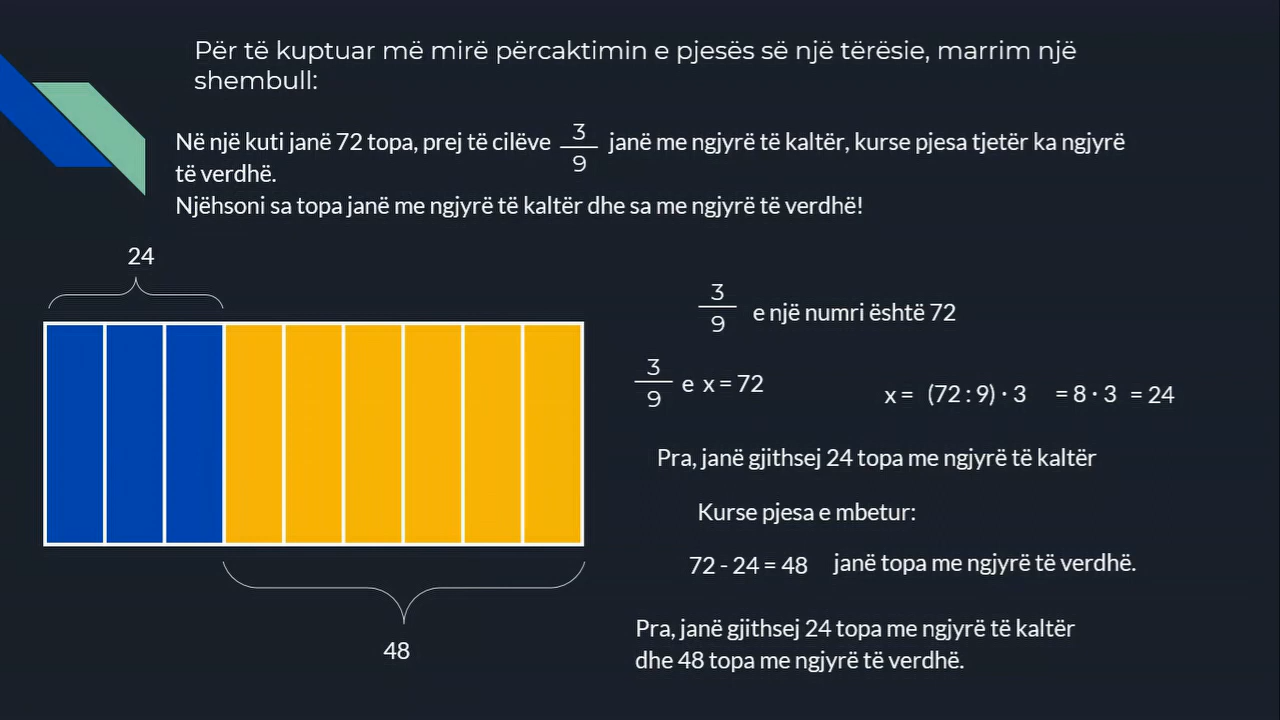 Për të kuptuar më mirë përcaktimin e pjesës së një tërësie, marrim një
shembull:
Në një kuti janë 72 topa, prej të cilëve 3/9 janë me ngjyrë të kaltër, kurse pjesa tjetër ka ngjyrë
të verdhë.
Njëhsoni sa topa janë me ngjyrë të kaltër dhe sa me ngjyrë të verdhë!
24
48
3/9 e një numri është 72
3/9 e x = 72
x = (72 : 9) · 3 = 8 · 3 = 24
Pra, janë gjithsej 24 topa me ngjyrë të kaltër
Kurse pjesa e mbetur:
72 - 24 = 48 janë topa me ngjyrë të verdhë.
Pra, janë gjithsej 24 topa me ngjyrë të kaltër
dhe 48 topa me ngjyrë të verdhë.